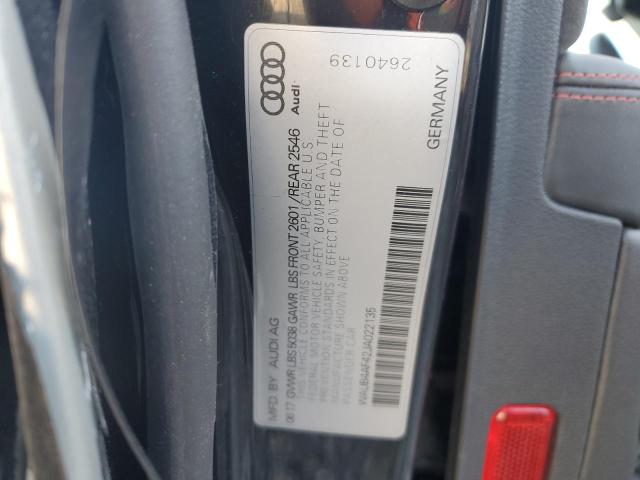 MFD. BY AUDI AG
06 17 GVWR LBS 5038 GAWR LBS FRONT 2601 / REAR 2546
THIS VEHICLE CONFORMS TO ALL APPLICABLE U S
FEDERAL MOTOR VEHICLE SAFETY, BUMPER AND THEFT
PREVENTION STANDARDS IN EFFECT ON THE DATE OF
MANUFACTURE SHOWN ABOVE
PASSENGER CAR
WAUB4AF42JA022135
Audi
2640139
GERMANY